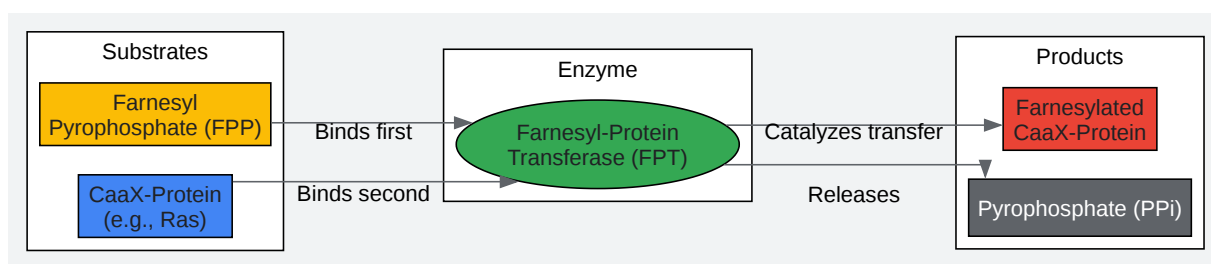 Substrates
Farnesyl
Pyrophosphate (FPP)
CaaX-Protein
(e.g., Ras)
Binds first
Binds second
Enzyme
Farnesyl-Protein
Transferase (FPT)
Catalyzes transfer
Releases
Products
Farnesylated
CaaX-Protein
Pyrophosphate (PPi)